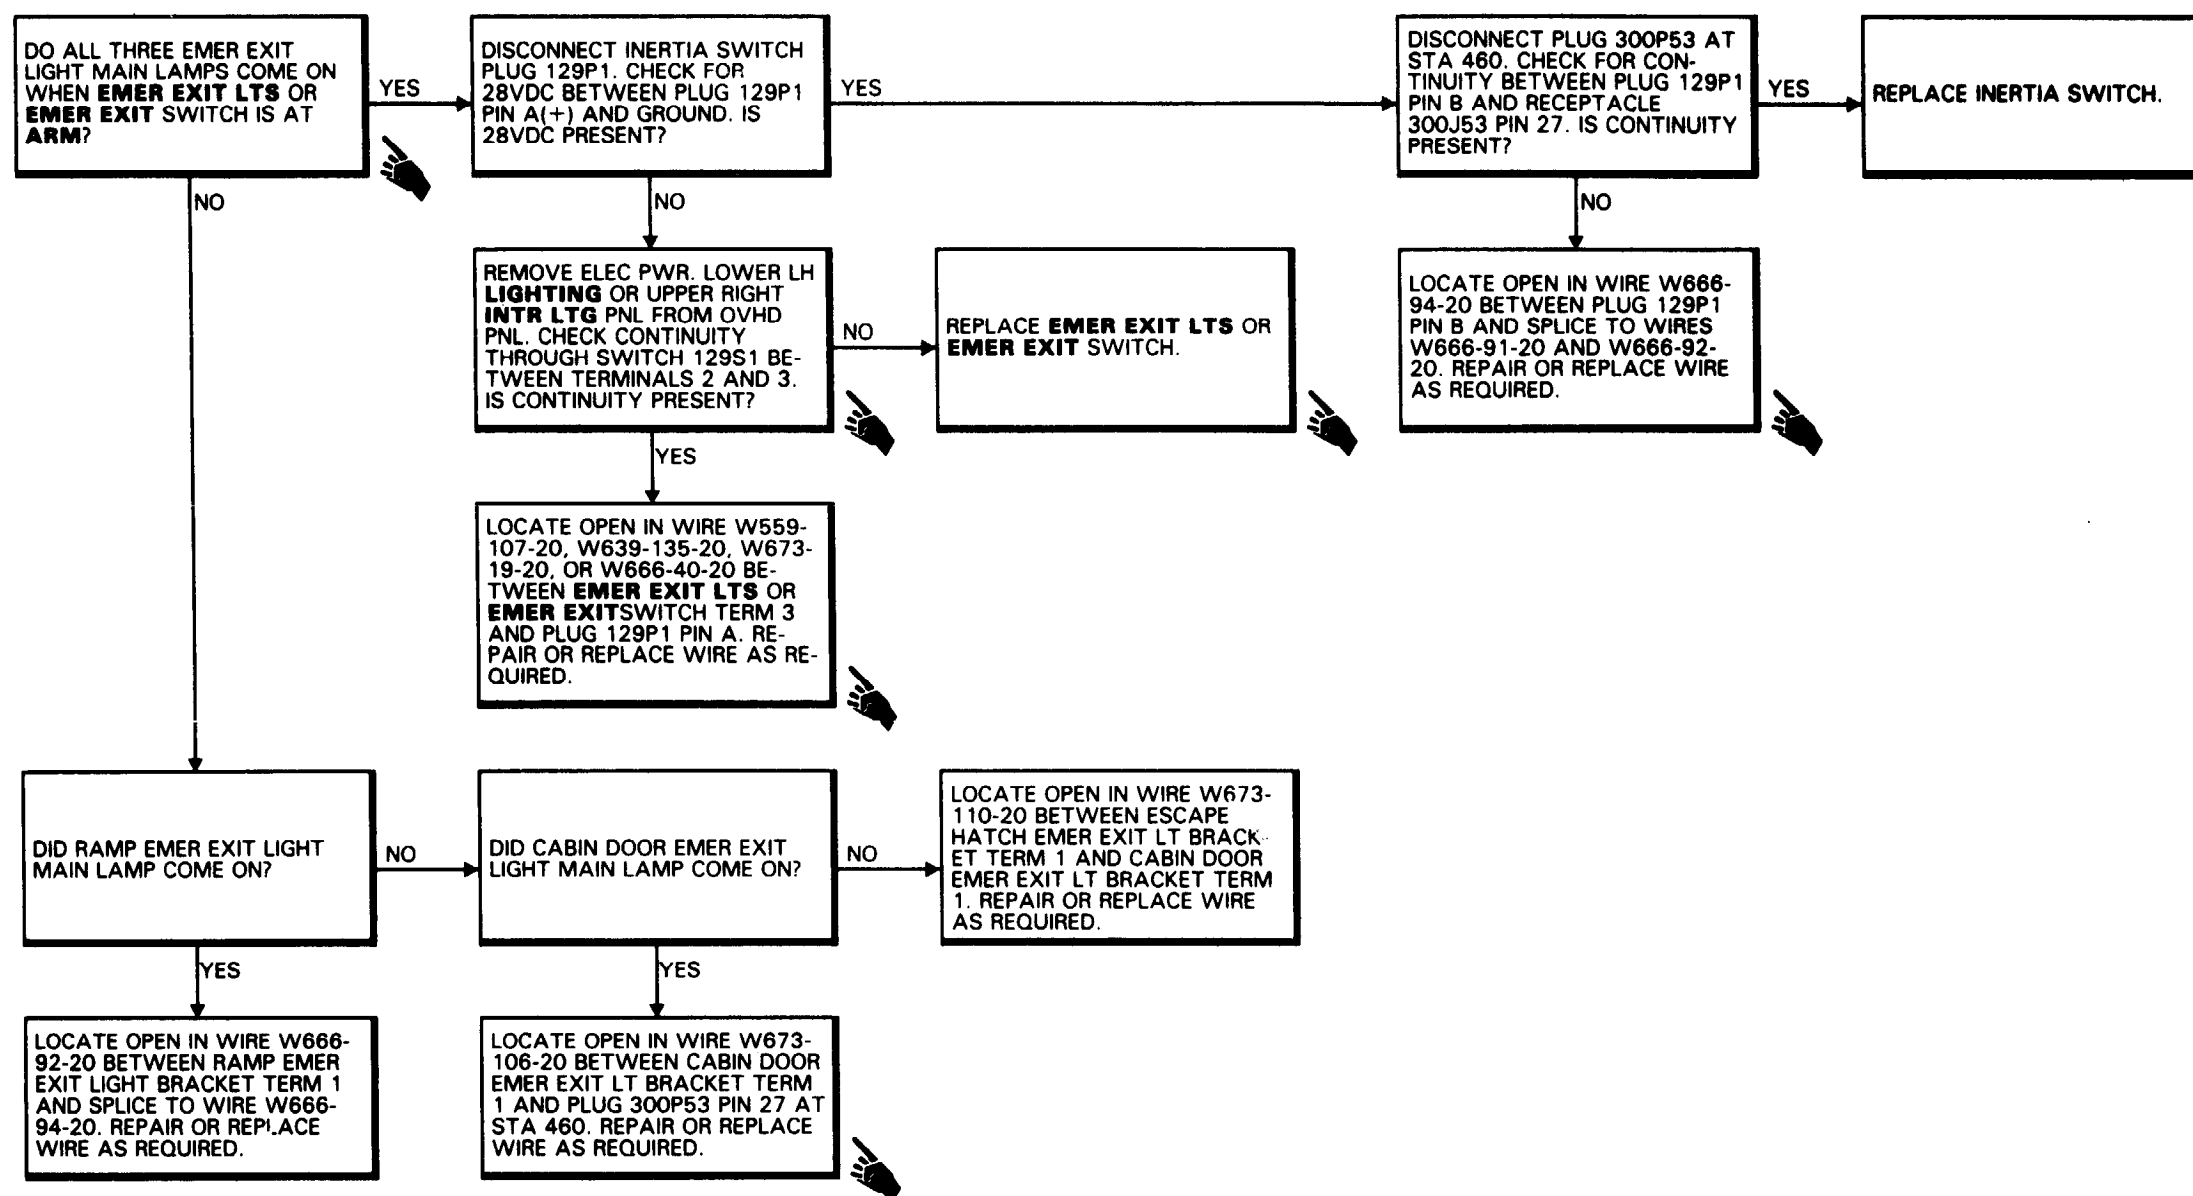 DO ALL THREE EMER EXIT
LIGHT MAIN LAMPS COME ON
WHEN EMER EXIT LTS OR
EMER EXIT SWITCH IS AT
ARM?
YES
DISCONNECT INERTIA SWITCH
PLUG 129P1. CHECK FOR
28VDC BETWEEN PLUG 129P1
PIN A(+) AND GROUND. IS
28VDC PRESENT?
YES
DISCONNECT PLUG 300P53 AT
STA 460. CHECK FOR CON-
TINUITY BETWEEN PLUG 129P1
PIN B AND RECEPTACLE
300J53 PIN 27. IS CONTINUITY
PRESENT?
YES
REPLACE INERTIA SWITCH.
NO
NO
NO
REMOVE ELEC PWR. LOWER LH
LIGHTING OR UPPER RIGHT
INTR LTG PNL FROM OVHD
PNL. CHECK CONTINUITY
THROUGH SWITCH 129S1 BE-
TWEEN TERMINALS 2 AND 3.
IS CONTINUITY PRESENT?
NO
REPLACE EMER EXIT LTS OR
EMER EXIT SWITCH.
LOCATE OPEN IN WIRE W666-
94-20 BETWEEN PLUG 129P1
PIN B AND SPLICE TO WIRES
W666-91-20 AND W666-92-
20. REPAIR OR REPLACE WIRE
AS REQUIRED.
YES
LOCATE OPEN IN WIRE W559-
107-20, W639-135-20, W673-
19-20, OR W666-40-20 BE-
TWEEN EMER EXIT LTS OR
EMER EXITSWITCH TERM 3
AND PLUG 129P1 PIN A. RE-
PAIR OR REPLACE WIRE AS RE-
QUIRED.
DID RAMP EMER EXIT LIGHT
MAIN LAMP COME ON?
NO
DID CABIN DOOR EMER EXIT
LIGHT MAIN LAMP COME ON?
NO
LOCATE OPEN IN WIRE W673-
110-20 BETWEEN ESCAPE
HATCH EMER EXIT LT BRACK-
ET TERM 1 AND CABIN DOOR
EMER EXIT LT BRACKET TERM
1. REPAIR OR REPLACE WIRE
AS REQUIRED.
YES
YES
LOCATE OPEN IN WIRE W666-
92-20 BETWEEN RAMP EMER
EXIT LIGHT BRACKET TERM 1
AND SPLICE TO WIRE W666-
94-20. REPAIR OR REPLACE
WIRE AS REQUIRED.
LOCATE OPEN IN WIRE W673-
106-20 BETWEEN CABIN DOOR
EMER EXIT LT BRACKET TERM
1 AND PLUG 300P53 PIN 27 AT
STA 460. REPAIR OR REPLACE
WIRE AS REQUIRED.